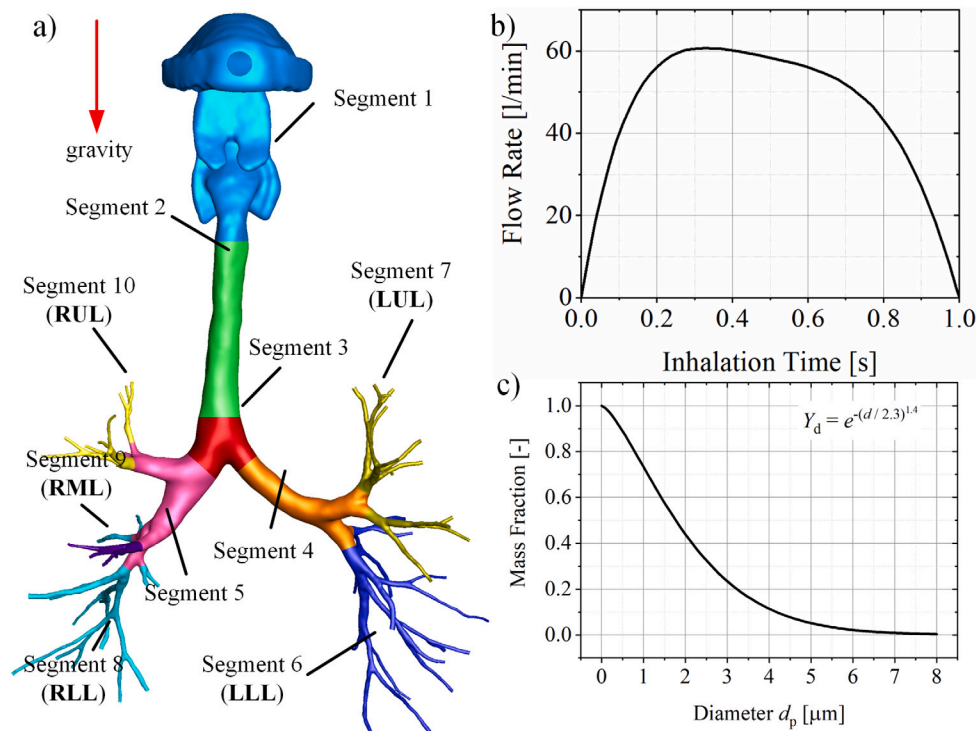 a)
gravity
Segment 1
Segment 2
Segment 10
(RUL)
Segment 7
(LUL)
Segment 3
Segment 9
(RML)
Segment 4
Segment 5
Segment 8
(RLL)
Segment 6
(LLL)
b)
Flow Rate [l/min]
60
40
20
0
0.0 0.2 0.4 0.6 0.8 1.0
Inhalation Time [s]
c)
Mass Fraction [-]
1.0
0.8
0.6
0.4
0.2
0.0
Y_d = e^-(d / 2.3)^1.4
0 1 2 3 4 5 6 7 8
Diameter d_p [μm]